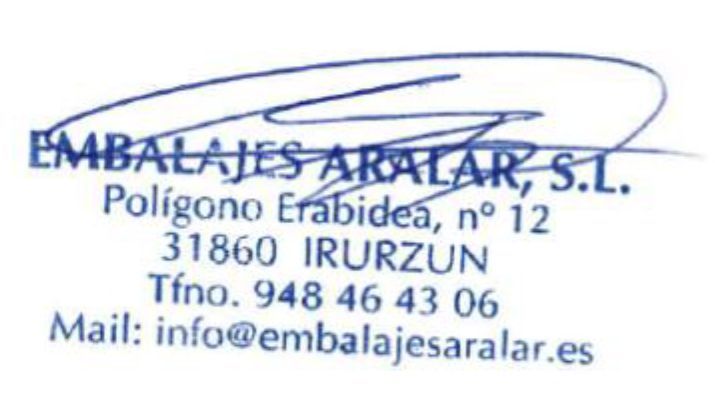 EMBALAJES ARALAR, S.L.
Polígono Erabidea, nº 12
31860 IRURZUN
Tfno. 948 46 43 06
Mail: info@embalajesaralar.es